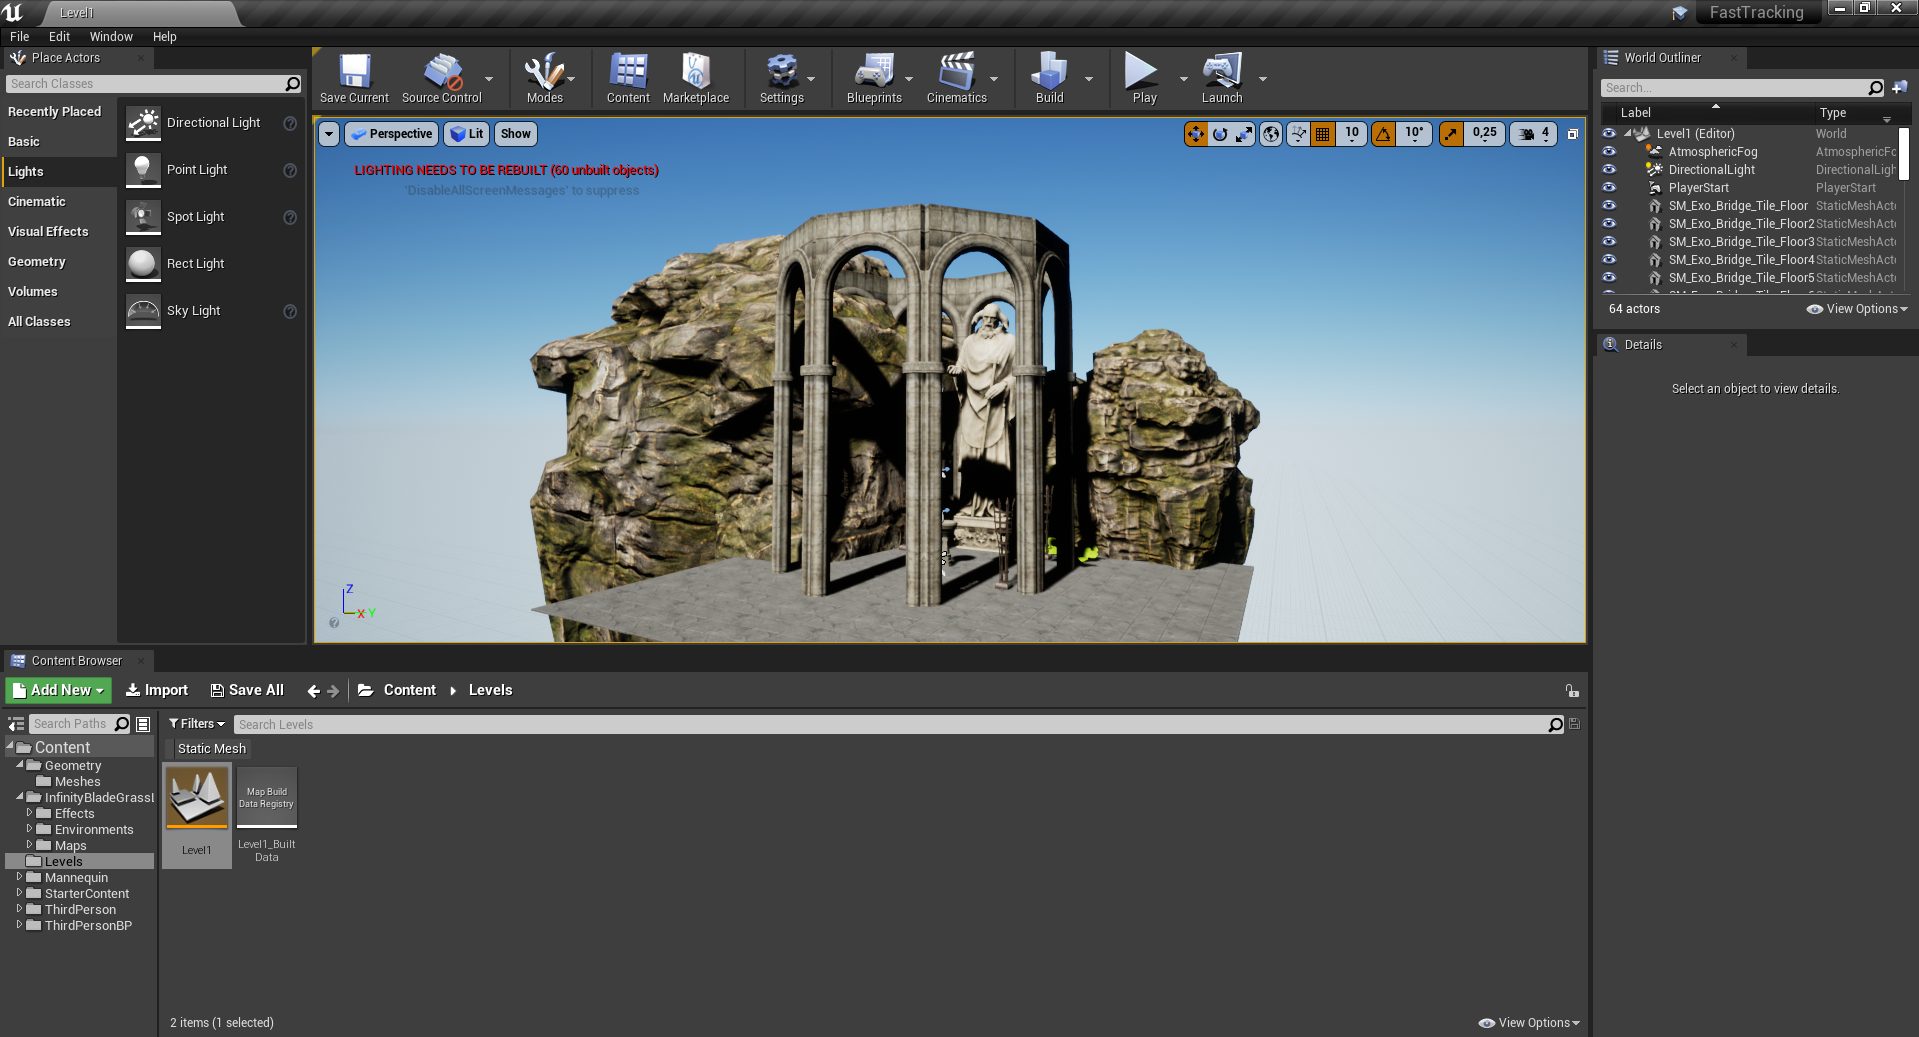 Level1
FastTracking
File Edit Window Help
Place Actors
Search Classes
Recently Placed
Basic
Lights
Cinematic
Visual Effects
Geometry
Volumes
All Classes
Directional Light
Point Light
Spot Light
Rect Light
Sky Light
Save Current
Source Control
Modes
Content
Marketplace
Settings
Blueprints
Cinematics
Build
Play
Launch
Perspective
Lit
Show
10
10°
0,25
4
LIGHTING NEEDS TO BE REBUILT (60 unbuilt objects)
'DisableAllScreenMessages' to suppress
Z
X Y
World Outliner
Search...
Label Type
Level1 (Editor) World
AtmosphericFog AtmosphericFo
DirectionalLight DirectionalLigh
PlayerStart PlayerStart
SM_Exo_Bridge_Tile_Floor StaticMeshActo
SM_Exo_Bridge_Tile_Floor2 StaticMeshActo
SM_Exo_Bridge_Tile_Floor3 StaticMeshActo
SM_Exo_Bridge_Tile_Floor4 StaticMeshActo
SM_Exo_Bridge_Tile_Floor5 StaticMeshActo
64 actors
View Options
Details
Select an object to view details.
Content Browser
Add New
Import
Save All
Content
Levels
Search Paths
Filters
Search Levels
Static Mesh
Content
Geometry
Meshes
InfinityBladeGrassl
Effects
Environments
Maps
Levels
Mannequin
StarterContent
ThirdPerson
ThirdPersonBP
Level1
Map Build
Data Registry
Level1_Built
Data
2 items (1 selected)
View Options